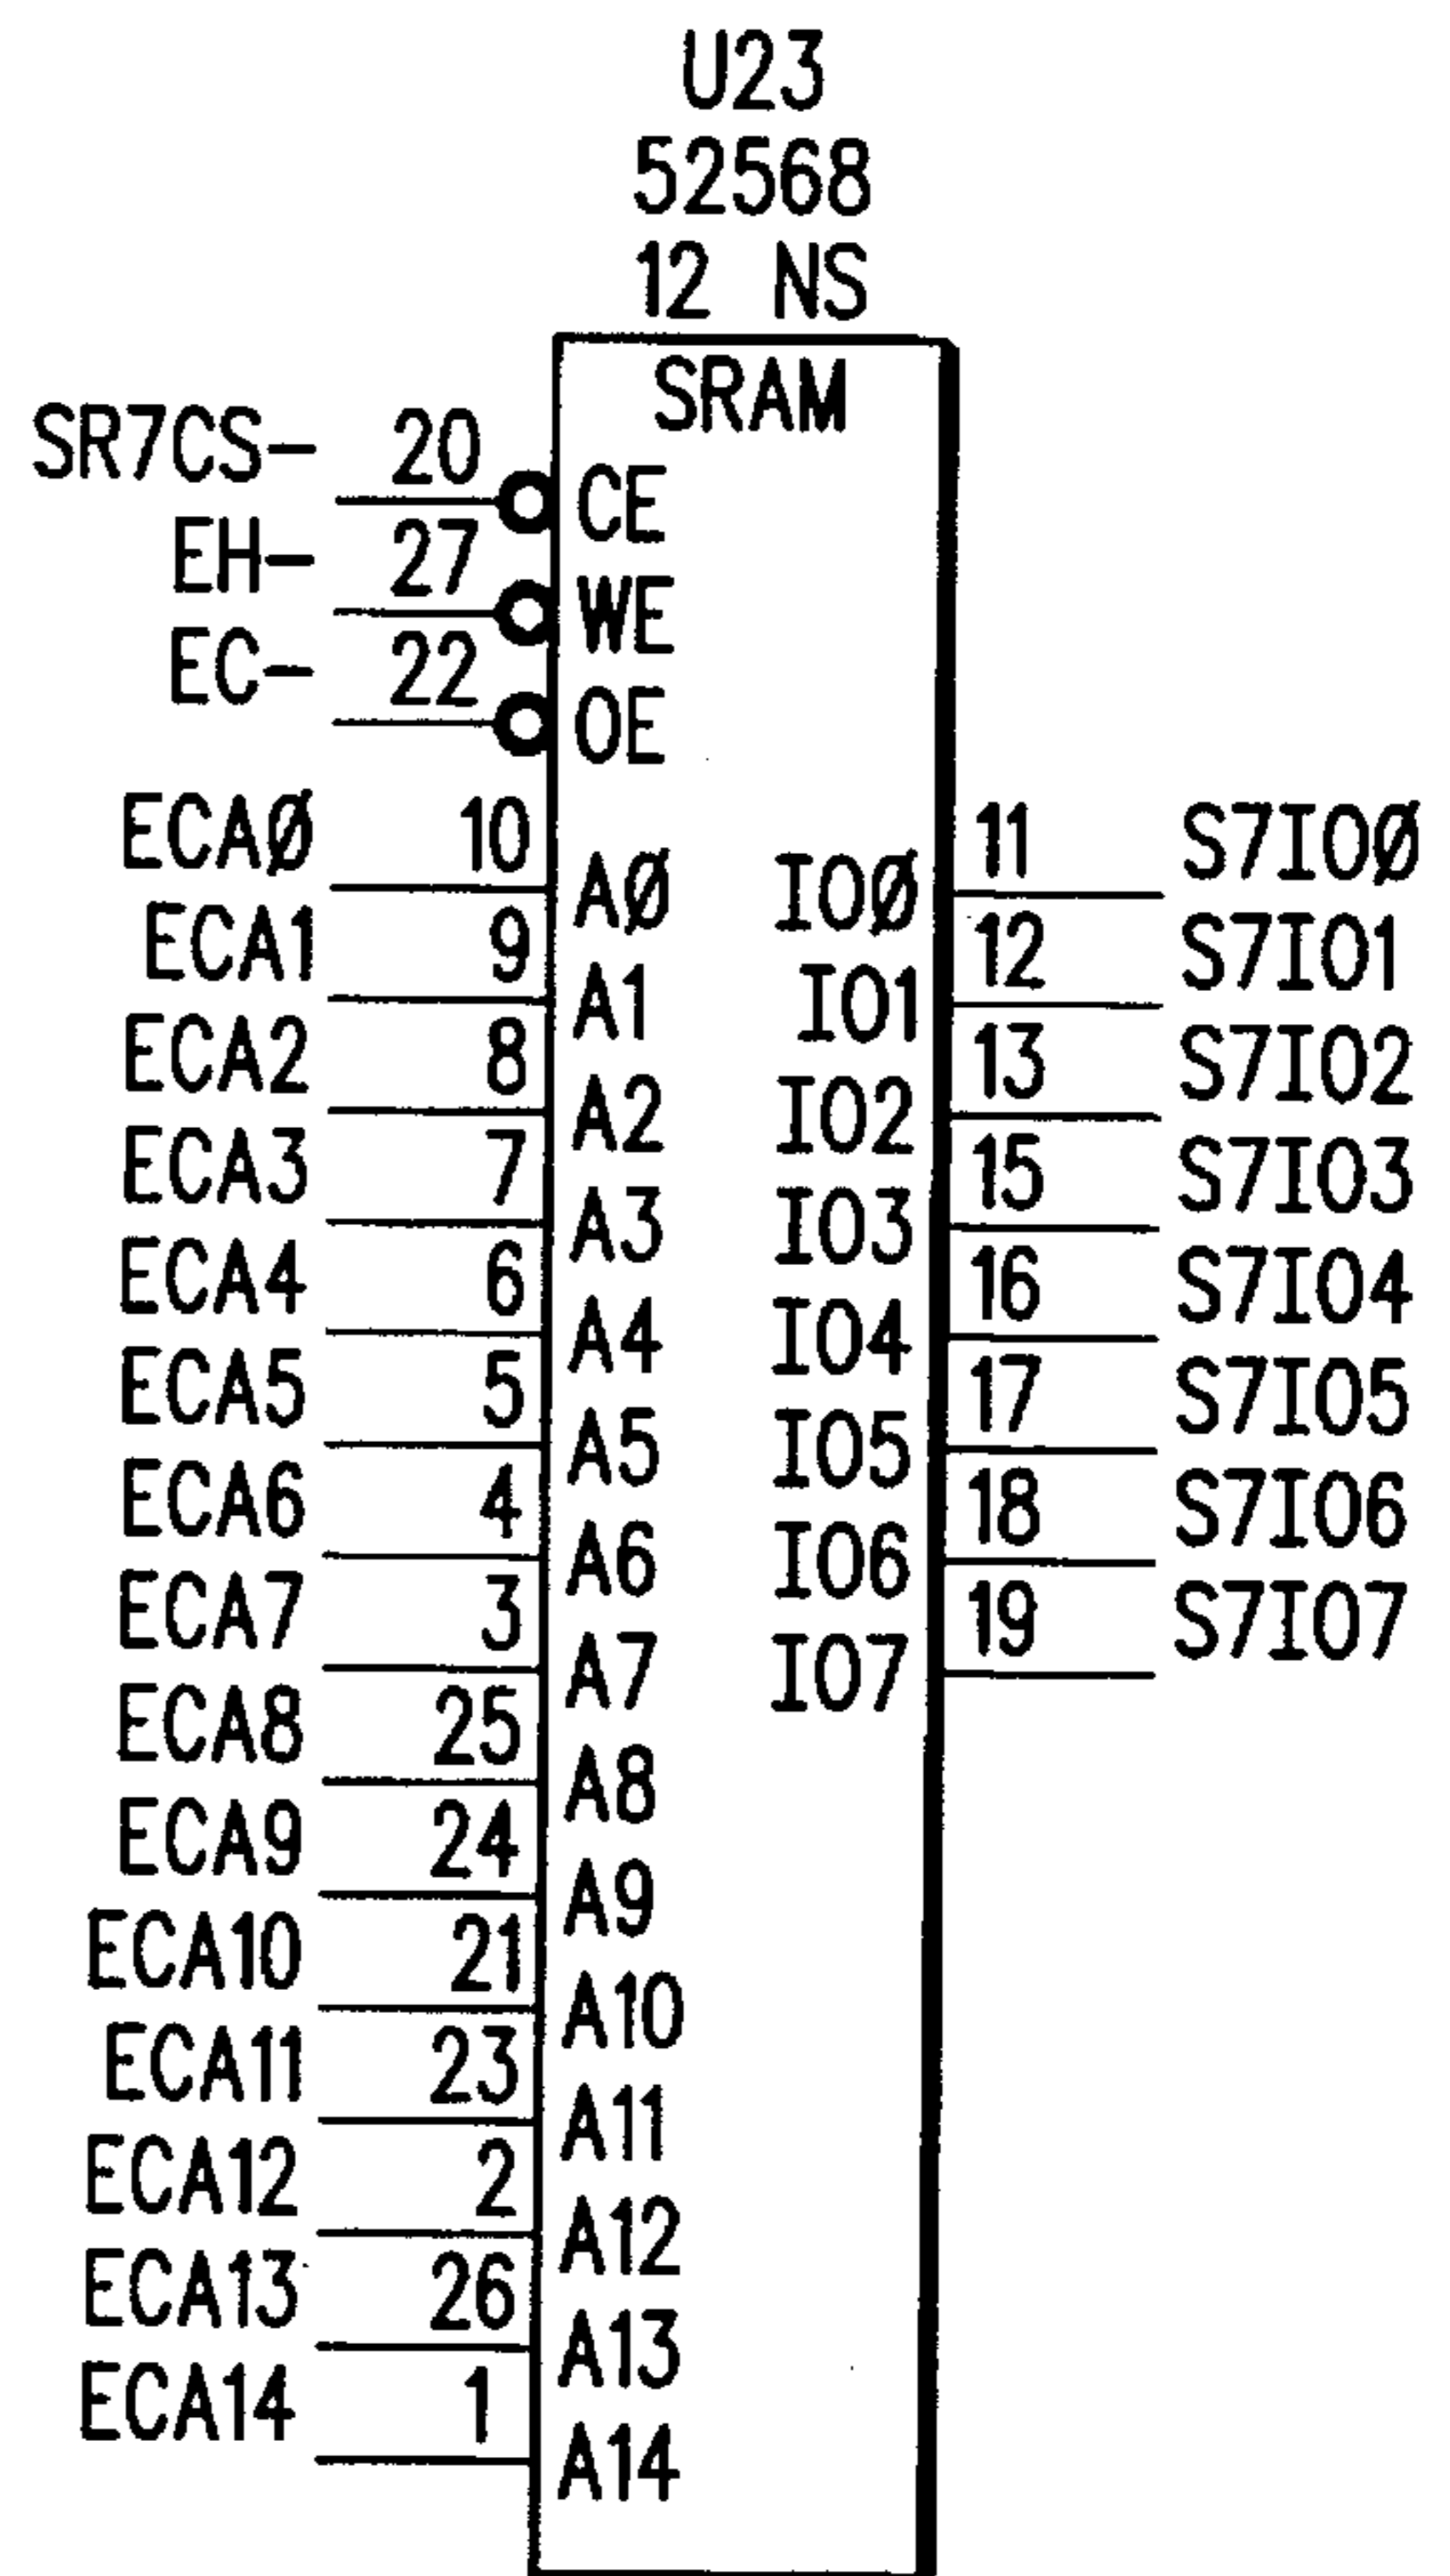 U23
52568
12 NS
SRAM
SR7CS- 20 CE
EH- 27 WE
EC- 22 OE
ECAØ 10 AØ IOØ 11 S7IOØ
ECA1 9 A1 IO1 12 S7IO1
ECA2 8 A2 IO2 13 S7IO2
ECA3 7 A3 IO3 15 S7IO3
ECA4 6 A4 IO4 16 S7IO4
ECA5 5 A5 IO5 17 S7IO5
ECA6 4 A6 IO6 18 S7IO6
ECA7 3 A7 IO7 19 S7IO7
ECA8 25 A8
ECA9 24 A9
ECA10 21 A10
ECA11 23 A11
ECA12 2 A12
ECA13 26 A13
ECA14 1 A14